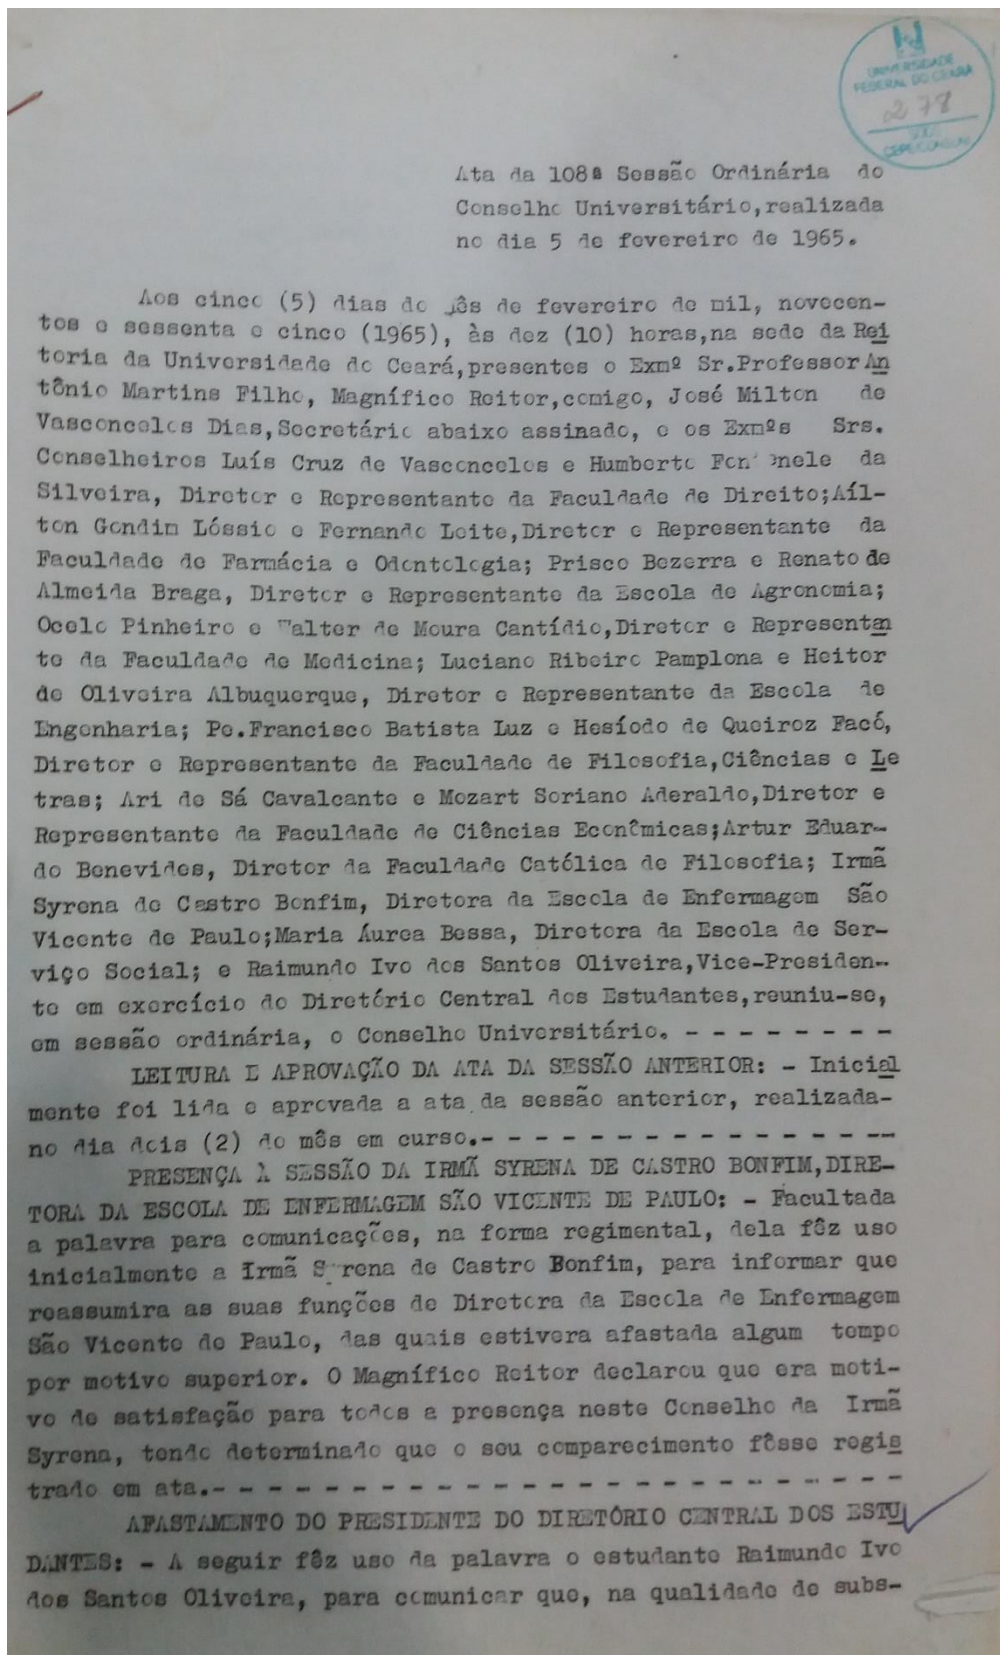 UNIVERSIDADE
FEDERAL DO CEARÁ
278
Ata da 108ª Sessão Ordinária do
Conselho Universitário,realizada
no dia 5 de fevereiro de 1965.
Aos cinco (5) dias do mês de fevereiro de mil, novecen-
tos e sessenta e cinco (1965), às dez (10) horas,na sede da Rei
toria da Universidade do Ceará,presentes o Exmº Sr.Professor An
tônio Martins Filho, Magnífico Reitor,comigo, José Milton de
Vasconcelos Dias,Secretário abaixo assinado, e os Exmºs Srs.
Conselheiros Luís Cruz de Vasconcelos e Humberto Fontenele da
Silveira, Diretor e Representante da Faculdade de Direito;Aíl-
ton Gondim Lóssio e Fernando Leite,Diretor e Representante da
Faculdade de Farmácia e Odontologia; Prisco Bezerra e Renato de
Almeida Braga, Diretor e Representante da Escola de Agronomia;
Ocelo Pinheiro e Walter de Moura Cantídio,Diretor e Representan
te da Faculdade de Medicina; Luciano Ribeiro Pamplona e Heitor
de Oliveira Albuquerque, Diretor e Representante da Escola de
Engenharia; Pe.Francisco Batista Luz e Hesíodo de Queiroz Facó,
Diretor e Representante da Faculdade de Filosofia,Ciências e Le
tras; Ari de Sá Cavalcante e Mozart Soriano Aderaldo,Diretor e
Representante da Faculdade de Ciências Econômicas;Artur Eduar-
do Benevides, Diretor da Faculdade Católica de Filosofia; Irmã
Syrena de Castro Bonfim, Diretora da Escola de Enfermagem São
Vicente de Paulo;Maria Áurea Bessa, Diretora da Escola de Ser-
viço Social; e Raimundo Ivo dos Santos Oliveira,Vice-Presiden-
te em exercício do Diretório Central dos Estudantes,reuniu-se,
em sessão ordinária, o Conselho Universitário. - - - - - - - - -
LEITURA E APROVAÇÃO DA ATA DA SESSÃO ANTERIOR: - Inicial
mente foi lida e aprovada a ata da sessão anterior, realizada-
no dia dois (2) do mês em curso.- - - - - - - - - - - - - - - - -
PRESENÇA À SESSÃO DA IRMÃ SYRENA DE CASTRO BONFIM,DIRE-
TORA DA ESCOLA DE ENFERMAGEM SÃO VICENTE DE PAULO: - Facultada
a palavra para comunicações, na forma regimental, dela fêz uso
inicialmente a Irmã Syrena de Castro Bonfim, para informar que
reassumira as suas funções de Diretora da Escola de Enfermagem
São Vicente de Paulo, das quais estivera afastada algum tempo
por motivo superior. O Magnífico Reitor declarou que era moti-
vo de satisfação para todos a presença neste Conselho da Irmã
Syrena, tendo determinado que o seu comparecimento fôsse regis
trado em ata.- - - - - - - - - - - - - - - - - - - - - - - - - -
AFASTAMENTO DO PRESIDENTE DO DIRETÓRIO CENTRAL DOS ESTU
DANTES: - A seguir fêz uso da palavra o estudante Raimundo Ivo
dos Santos Oliveira, para comunicar que, na qualidade de subs-